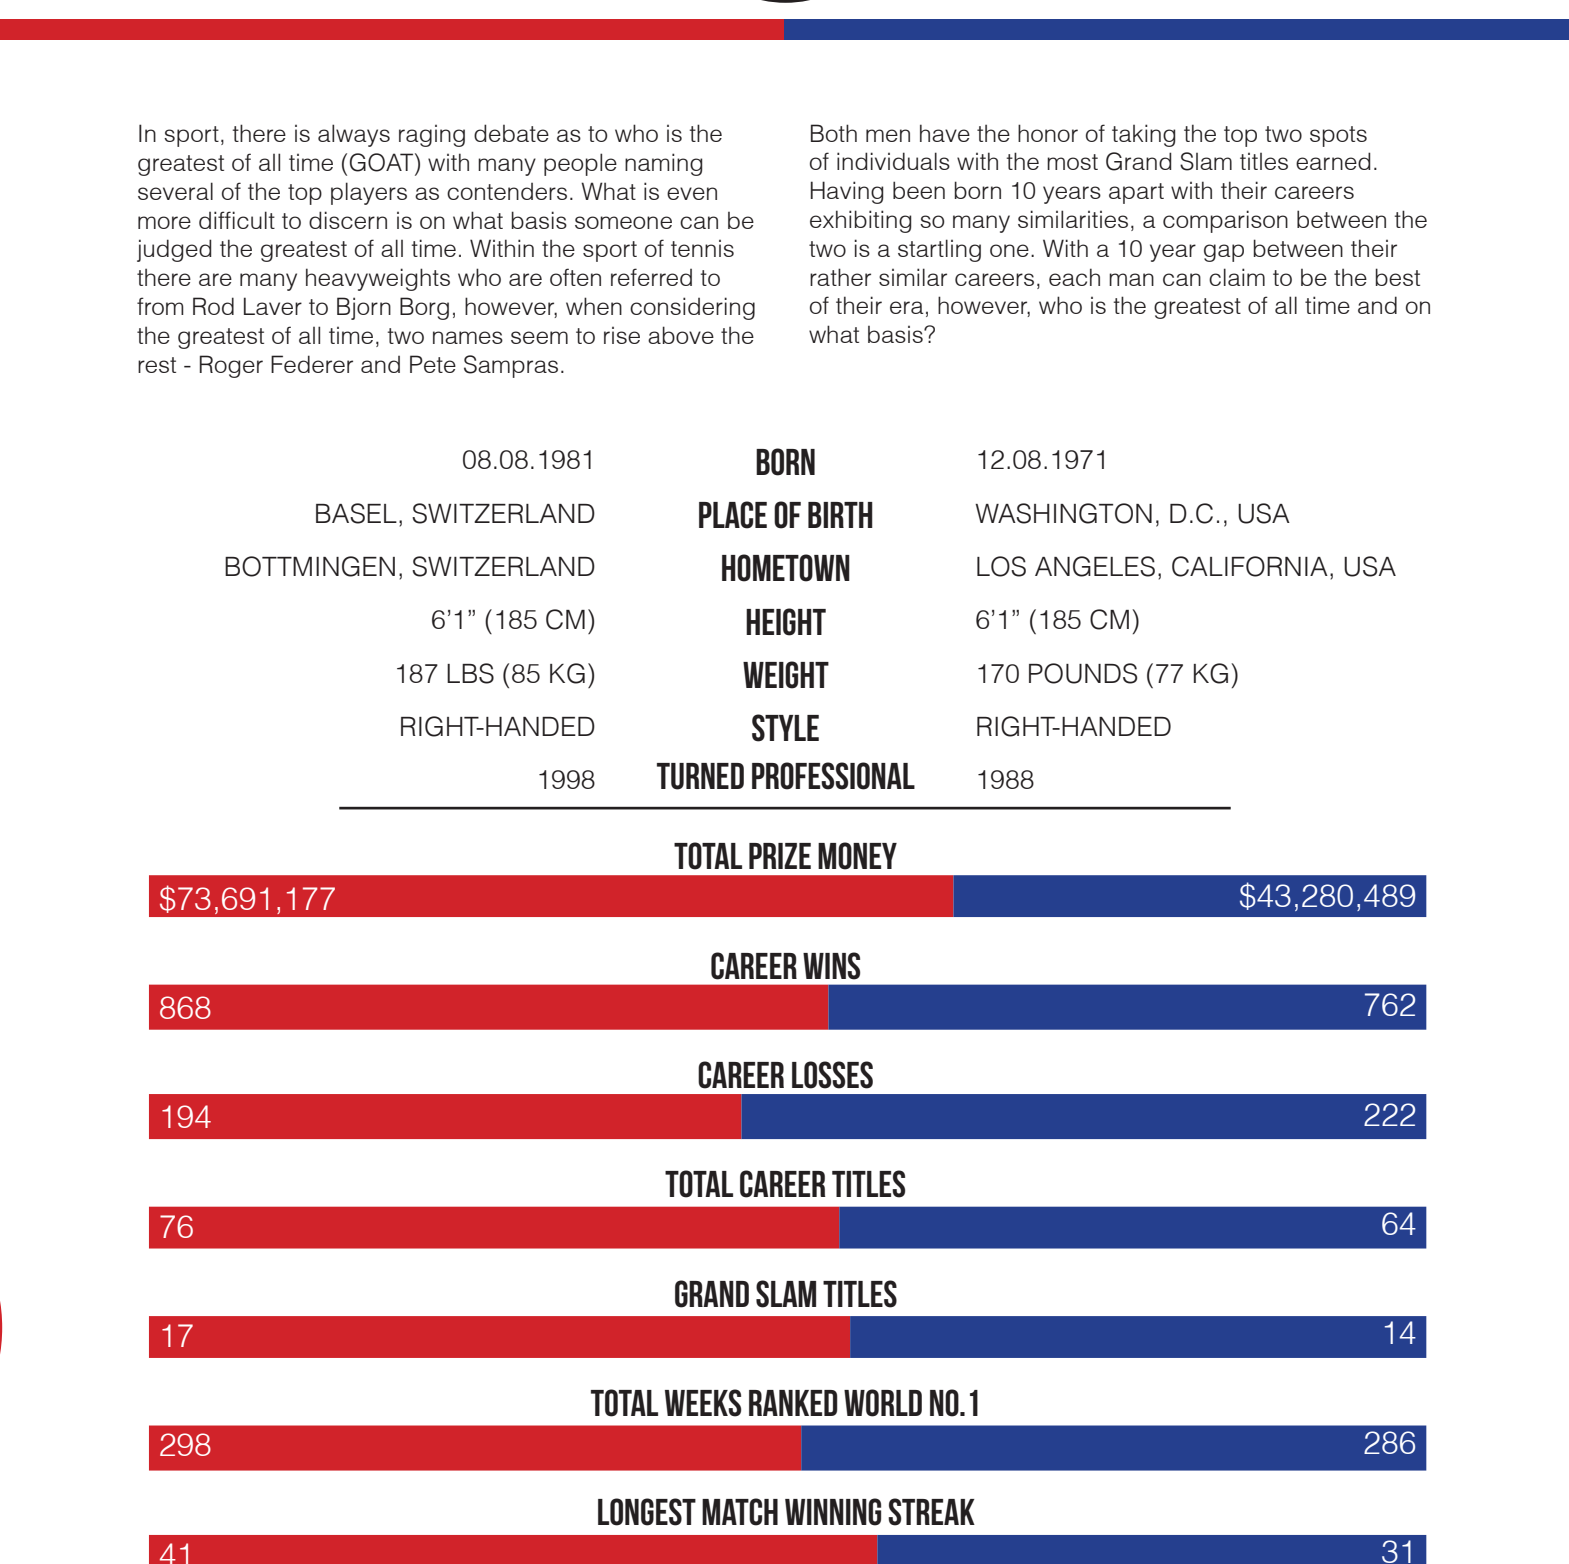 In sport, there is always raging debate as to who is the
greatest of all time (GOAT) with many people naming
several of the top players as contenders. What is even
more difficult to discern is on what basis someone can be
judged the greatest of all time. Within the sport of tennis
there are many heavyweights who are often referred to
from Rod Laver to Bjorn Borg, however, when considering
the greatest of all time, two names seem to rise above the
rest - Roger Federer and Pete Sampras.
Both men have the honor of taking the top two spots
of individuals with the most Grand Slam titles earned.
Having been born 10 years apart with their careers
exhibiting so many similarities, a comparison between the
two is a startling one. With a 10 year gap between their
rather similar careers, each man can claim to be the best
of their era, however, who is the greatest of all time and on
what basis?
08.08.1981 BORN 12.08.1971
BASEL, SWITZERLAND PLACE OF BIRTH WASHINGTON, D.C., USA
BOTTMINGEN, SWITZERLAND HOMETOWN LOS ANGELES, CALIFORNIA, USA
6’1” (185 CM) HEIGHT 6’1” (185 CM)
187 LBS (85 KG) WEIGHT 170 POUNDS (77 KG)
RIGHT-HANDED STYLE RIGHT-HANDED
1998 TURNED PROFESSIONAL 1988
TOTAL PRIZE MONEY
$73,691,177 $43,280,489
CAREER WINS
868 762
CAREER LOSSES
194 222
TOTAL CAREER TITLES
76 64
GRAND SLAM TITLES
17 14
TOTAL WEEKS RANKED WORLD NO.1
298 286
LONGEST MATCH WINNING STREAK
41 31